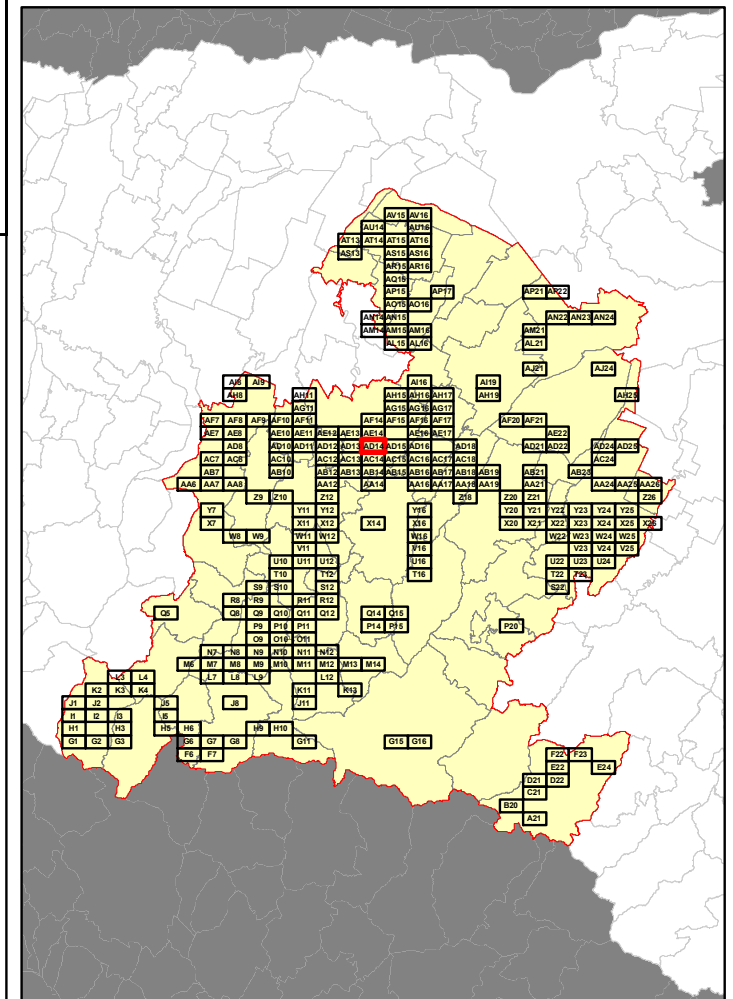 AV15 AV16
AU14 AU16
AT13 AT14 AT15 AT16
AS13 AS15 AS16
AR15 AR16
AQ15
AP15 AP17 AP21 AP22
AO15 AO16
AN14 AN15 AN22 AN23 AN24
AM14 AM15 AM16 AM21
AL15 AL16 AL21
AJ21 AJ24
AI8 AI9 AI16 AI19
AH8 AH11 AH15 AH16 AH17 AH19 AH25
AG11 AG15 AG16 AG17
AF7 AF8 AF9 AF10 AF11 AF14 AF15 AF16 AF17 AF20 AF21
AE7 AE8 AE10 AE11 AE12 AE13 AE14 AE16 AE17 AE22
AD8 AD10 AD11 AD12 AD13 AD14 AD15 AD16 AD18 AD21 AD22 AD24 AD25
AC7 AC8 AC10 AC12 AC13 AC14 AC15 AC16 AC17 AC18 AC24
AB7 AB10 AB12 AB13 AB14 AB15 AB16 AB17 AB18 AB19 AB21 AB23
AA6 AA7 AA8 AA12 AA14 AA16 AA17 AA18 AA19 AA21 AA24 AA25 AA26
Z9 Z10 Z12 Z18 Z20 Z21 Z26
Y7 Y11 Y12 Y16 Y20 Y21 Y22 Y23 Y24 Y25
X7 X11 X12 X14 X16 X20 X21 X22 X23 X24 X25 X26
W8 W9 W11 W12 W16 W22 W23 W24 W25
V11 V16 V23 V24 V25
U10 U11 U12 U16 U22 U23 U24
T10 T12 T16 T22 T23
S9 S10 S12 S22
R8 R9 R11 R12
Q5 Q8 Q9 Q10 Q11 Q12 Q14 Q15
P9 P10 P11 P14 P15 P20
O9 O10 O11
N7 N8 N9 N10 N11 N12
M6 M7 M8 M9 M10 M11 M12 M13 M14
L3 L4 L7 L8 L9 L12
K2 K3 K4 K11 K13
J1 J2 J5 J8 J11
I1 I2 I3 I5
H1 H3 H5 H6 H9 H10
G1 G2 G3 G6 G7 G8 G11 G15 G16
F6 F7 F22 F23
E22 E24
D21 D22
C21
B20
A21